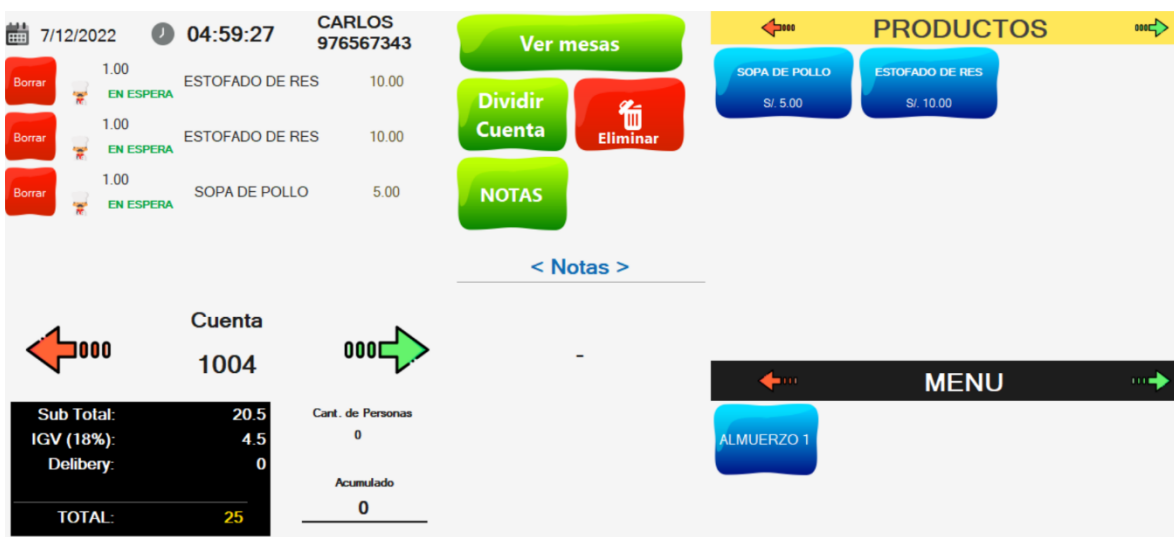 7/12/2022
04:59:27
CARLOS
976567343
Borrar
1.00
EN ESPERA
ESTOFADO DE RES
10.00
Borrar
1.00
EN ESPERA
ESTOFADO DE RES
10.00
Borrar
1.00
EN ESPERA
SOPA DE POLLO
5.00
Cuenta
1004
Sub Total: 20.5
IGV (18%): 4.5
Delibery: 0
TOTAL: 25
Cant. de Personas
0
Acumulado
0
Ver mesas
Dividir
Cuenta
Eliminar
NOTAS
< Notas >
-
PRODUCTOS
SOPA DE POLLO
S/. 5.00
ESTOFADO DE RES
S/. 10.00
MENU
ALMUERZO 1